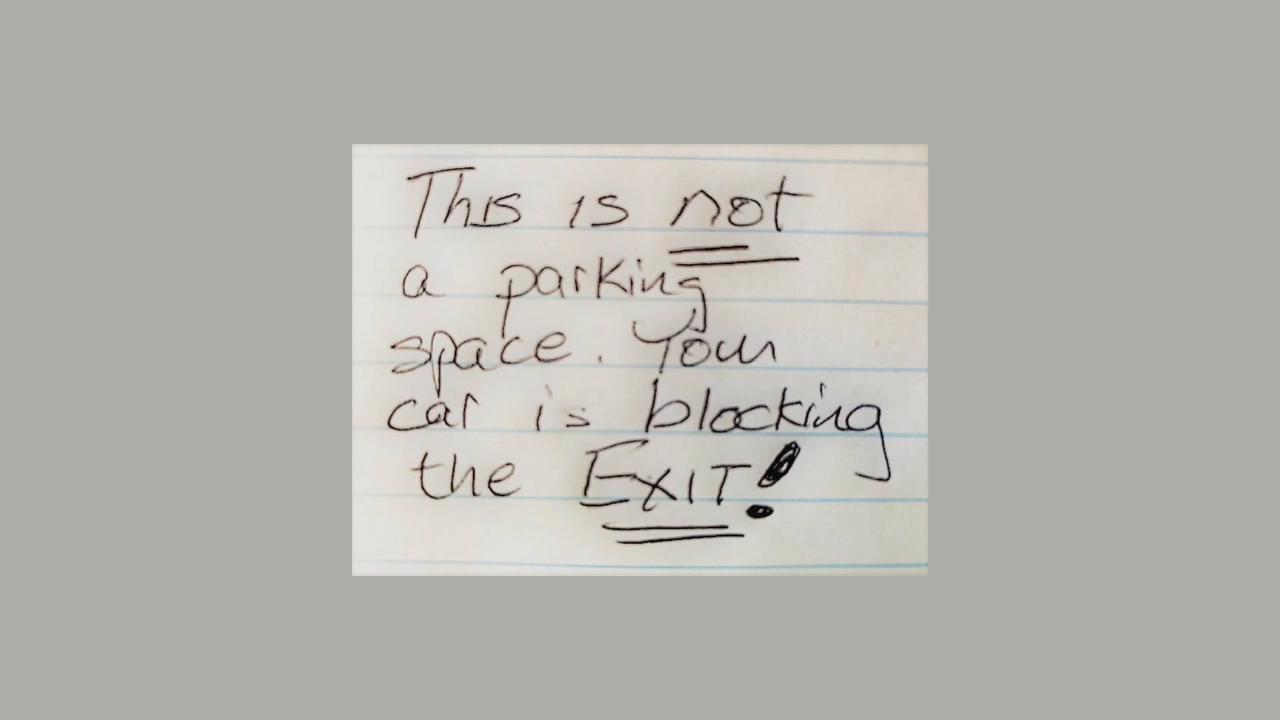 This is not
a parking
space. Your
car is blocking
the EXIT!